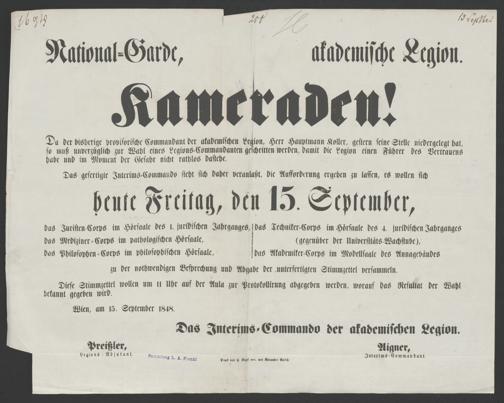 National-Garde, akademische Legion.
Kameraden!
Da der bisherige provisorische Commandant der akademischen Legion, Herr Hauptmann Koller, gestern seine Stelle niedergelegt hat,
so muß unverzüglich zur Wahl eines Legions-Commandanten geschritten werden, damit die Legion einen Führer des Vertrauens
habe und im Moment der Gefahr nicht rathlos dastehe.
Das gefertigte Interims-Commando sieht sich daher veranlaßt, die Aufforderung ergehen zu lassen, es wollen sich
heute Freitag, den 15. September,
das Juristen-Corps im Hörsaale des 1. juridischen Jahrganges,
das Mediziner-Corps im pathologischen Hörsaale,
das Philosophen-Corps im philosophischen Hörsaale,
das Techniker-Corps im Hörsaale des 4. juridischen Jahrganges
(gegenüber der Universitäts-Wachstube),
das Akademiker-Corps im Modellsaale des Annagebäudes
zu der nothwendigen Besprechung und Abgabe der unterfertigten Stimmzettel versammeln.
Diese Stimmzettel wollen um 11 Uhr auf der Aula zur Protokollirung abgegeben werden, worauf das Resultat der Wahl
bekannt gegeben wird.
Wien, am 15. September 1848.
Das Interims-Commando der akademischen Legion.
Preißler,
Legions-Adjutant.
Aigner,
Interims-Commandant
Sammlung L. A. Frankl